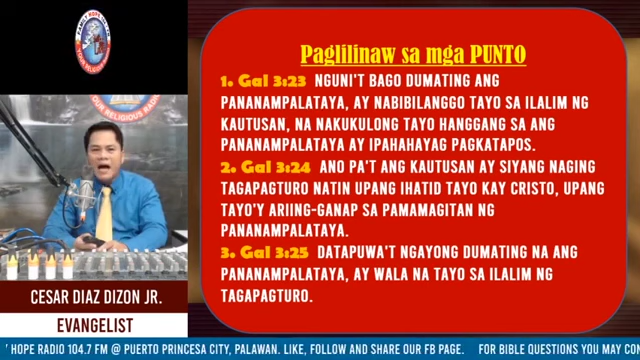 Paglilinaw sa mga PUNTO
1. Gal 3:23 NGUNI'T BAGO DUMATING ANG
PANANAMPALATAYA, AY NABIBILANGGO TAYO SA ILALIM NG
KAUTUSAN, NA NAKUKULONG TAYO HANGGANG SA ANG
PANANAMPALATAYA AY IPAHAHAYAG PAGKATAPOS.
2. Gal 3:24 ANO PA'T ANG KAUTUSAN AY SIYANG NAGING
TAGAPAGTURO NATIN UPANG IHATID TAYO KAY CRISTO, UPANG
TAYO'Y ARIING-GANAP SA PAMAMAGITAN NG
PANANAMPALATAYA.
3. Gal 3:25 DATAPUWA'T NGAYONG DUMATING NA ANG
PANANAMPALATAYA, AY WALA NA TAYO SA ILALIM NG
TAGAPAGTURO.
CESAR DIAZ DIZON JR.
EVANGELIST
HOPE RADIO 104.7 FM @ PUERTO PRINCESA CITY, PALAWAN. LIKE, FOLLOW AND SHARE OUR FB PAGE. FOR BIBLE QUESTIONS YOU MAY